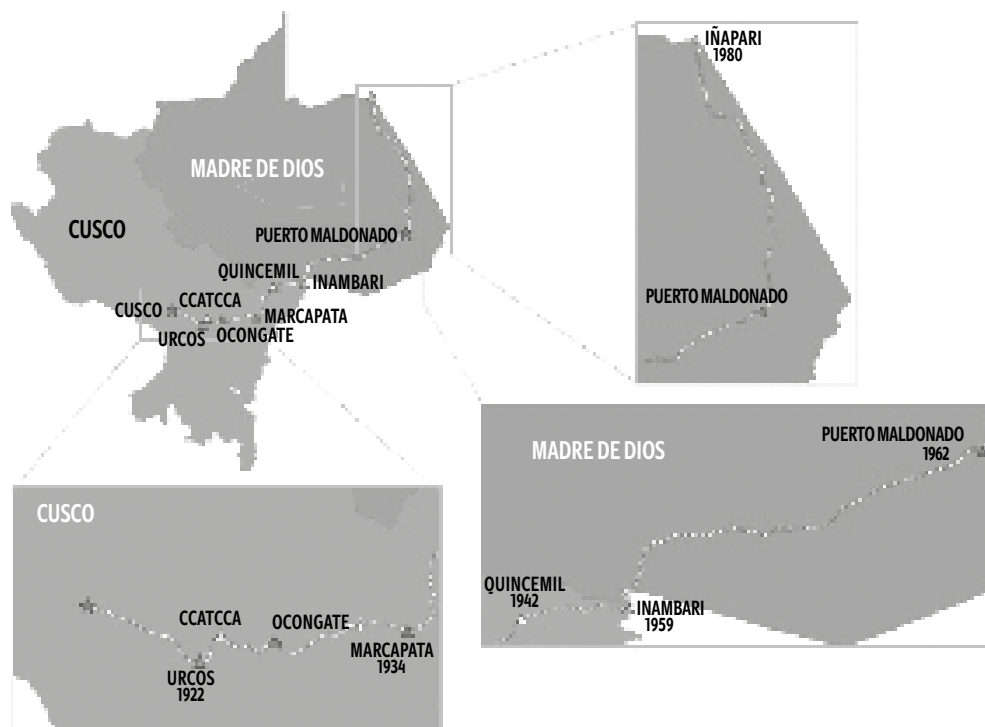 MADRE DE DIOS
CUSCO
PUERTO MALDONADO
QUINCEMIL
INAMBARI
CCATCCA
CUSCO
MARCAPATA
URCOS
OCONGATE
IÑAPARI
1980
PUERTO MALDONADO
MADRE DE DIOS
PUERTO MALDONADO
1962
QUINCEMIL
1942
INAMBARI
1959
CUSCO
CCATCCA
OCONGATE
MARCAPATA
1934
URCOS
1922